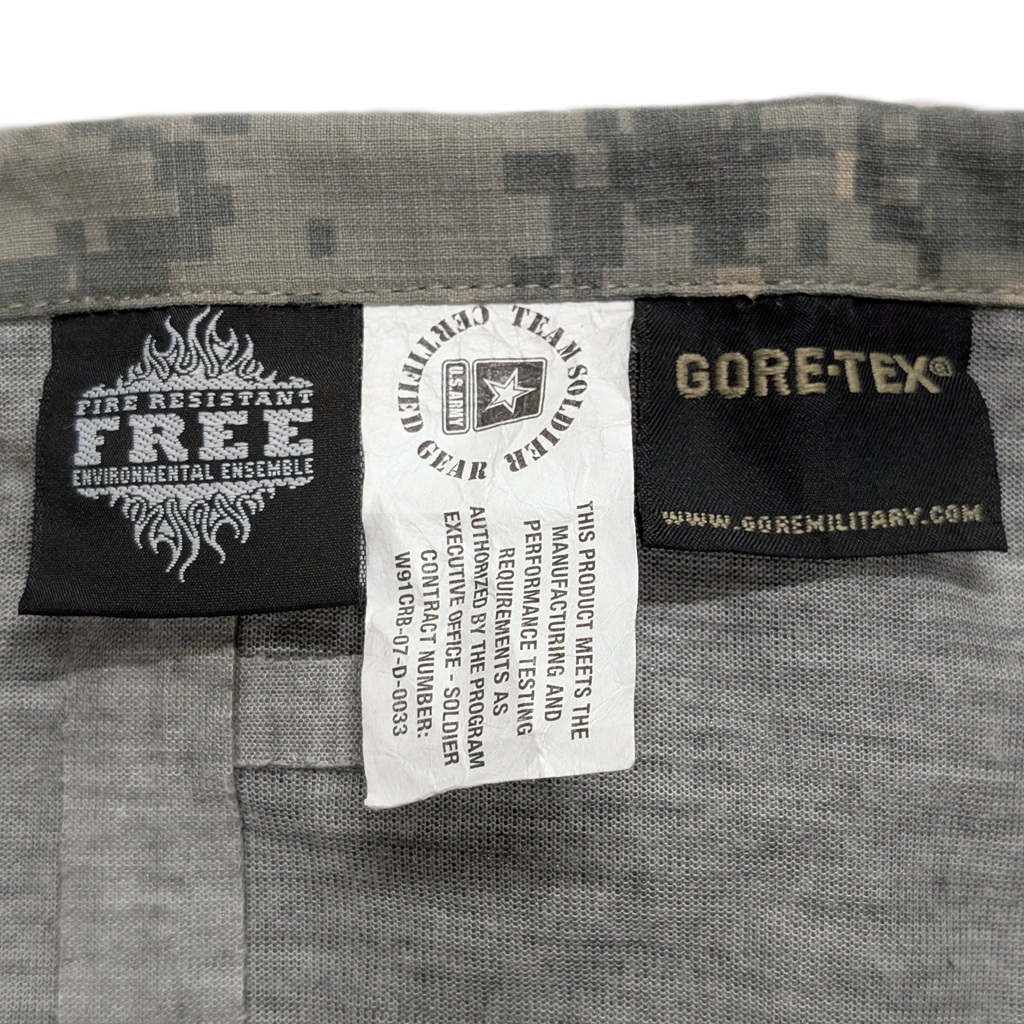 FIRE RESISTANT
FREE
ENVIRONMENTAL ENSEMBLE
TEAM SOLDIER
CERTIFIED GEAR
U.S.ARMY
THIS PRODUCT MEETS THE
MANUFACTURING AND
PERFORMANCE TESTING
REQUIREMENTS AS
AUTHORIZED BY THE PROGRAM
EXECUTIVE OFFICE - SOLDIER
CONTRACT NUMBER:
W91CRB-07-D-0033
GORE-TEX®
WWW.GOREMILITARY.COM